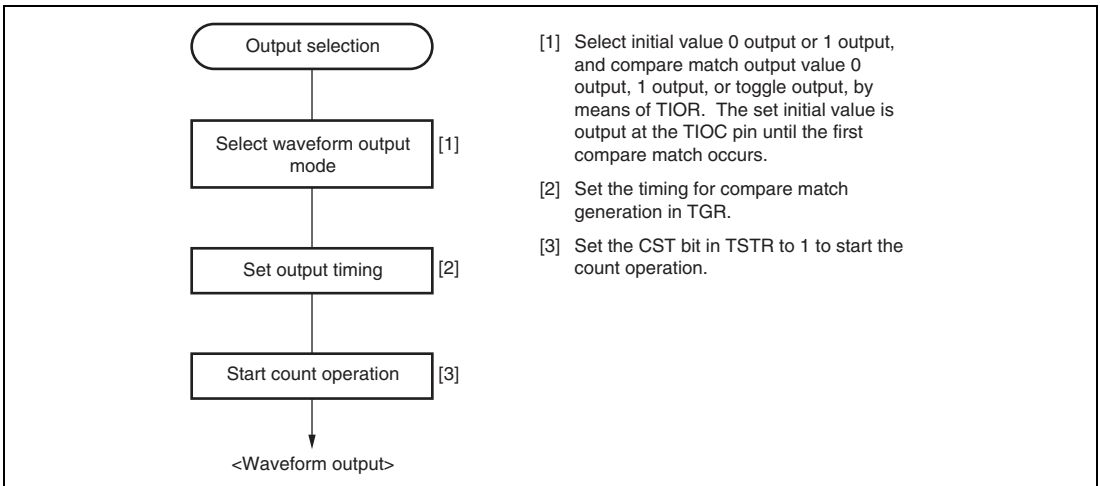 Output selection
Select waveform output
mode
[1]
Set output timing
[2]
Start count operation
[3]
<Waveform output>
[1] Select initial value 0 output or 1 output,
and compare match output value 0
output, 1 output, or toggle output, by
means of TIOR. The set initial value is
output at the TIOC pin until the first
compare match occurs.
[2] Set the timing for compare match
generation in TGR.
[3] Set the CST bit in TSTR to 1 to start the
count operation.